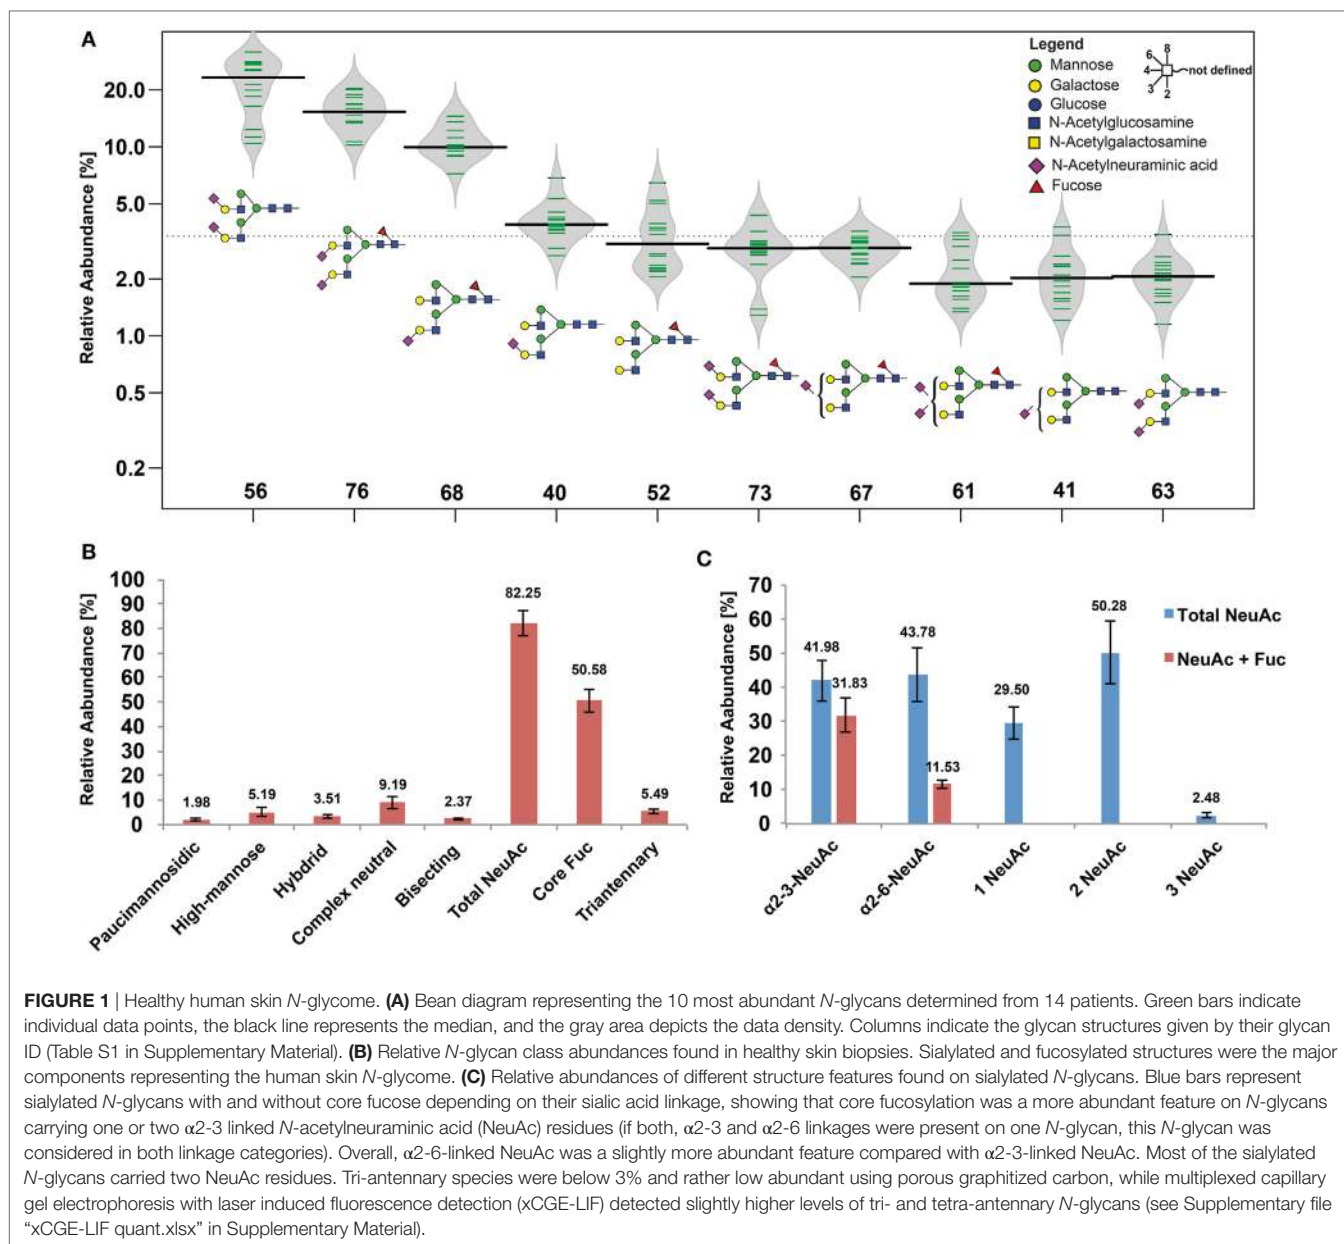 A
Relative Aabundance [%]
20.0
10.0
5.0
2.0
1.0
0.5
0.2
Legend
Mannose
Galactose
Glucose
N-Acetylglucosamine
N-Acetylgalactosamine
N-Acetylneuraminic acid
Fucose
8
6
4
3
2
not defined
56 76 68 40 52 73 67 61 41 63
B
Relative Aabundance [%]
100
90
80
70
60
50
40
30
20
10
0
1.98
5.19
3.51
9.19
2.37
82.25
50.58
5.49
Paucimannosidic
High-mannose
Hybdrid
Complex neutral
Bisecting
Total NeuAc
Core Fuc
Triantennary
C
Relative Aabundance [%]
70
60
50
40
30
20
10
0
41.98
31.83
43.78
11.53
29.50
50.28
2.48
Total NeuAc
NeuAc + Fuc
α2-3-NeuAc
α2-6-NeuAc
1 NeuAc
2 NeuAc
3 NeuAc
FIGURE 1 | Healthy human skin N-glycome. (A) Bean diagram representing the 10 most abundant N-glycans determined from 14 patients. Green bars indicate
individual data points, the black line represents the median, and the gray area depicts the data density. Columns indicate the glycan structures given by their glycan
ID (Table S1 in Supplementary Material). (B) Relative N-glycan class abundances found in healthy skin biopsies. Sialylated and fucosylated structures were the major
components representing the human skin N-glycome. (C) Relative abundances of different structure features found on sialylated N-glycans. Blue bars represent
sialylated N-glycans with and without core fucose depending on their sialic acid linkage, showing that core fucosylation was a more abundant feature on N-glycans
carrying one or two α2-3 linked N-acetylneuraminic acid (NeuAc) residues (if both, α2-3 and α2-6 linkages were present on one N-glycan, this N-glycan was
considered in both linkage categories). Overall, α2-6-linked NeuAc was a slightly more abundant feature compared with α2-3-linked NeuAc. Most of the sialylated
N-glycans carried two NeuAc residues. Tri-antennary species were below 3% and rather low abundant using porous graphitized carbon, while multiplexed capillary
gel electrophoresis with laser induced fluorescence detection (xCGE-LIF) detected slightly higher levels of tri- and tetra-antennary N-glycans (see Supplementary file
“xCGE-LIF quant.xlsx” in Supplementary Material).